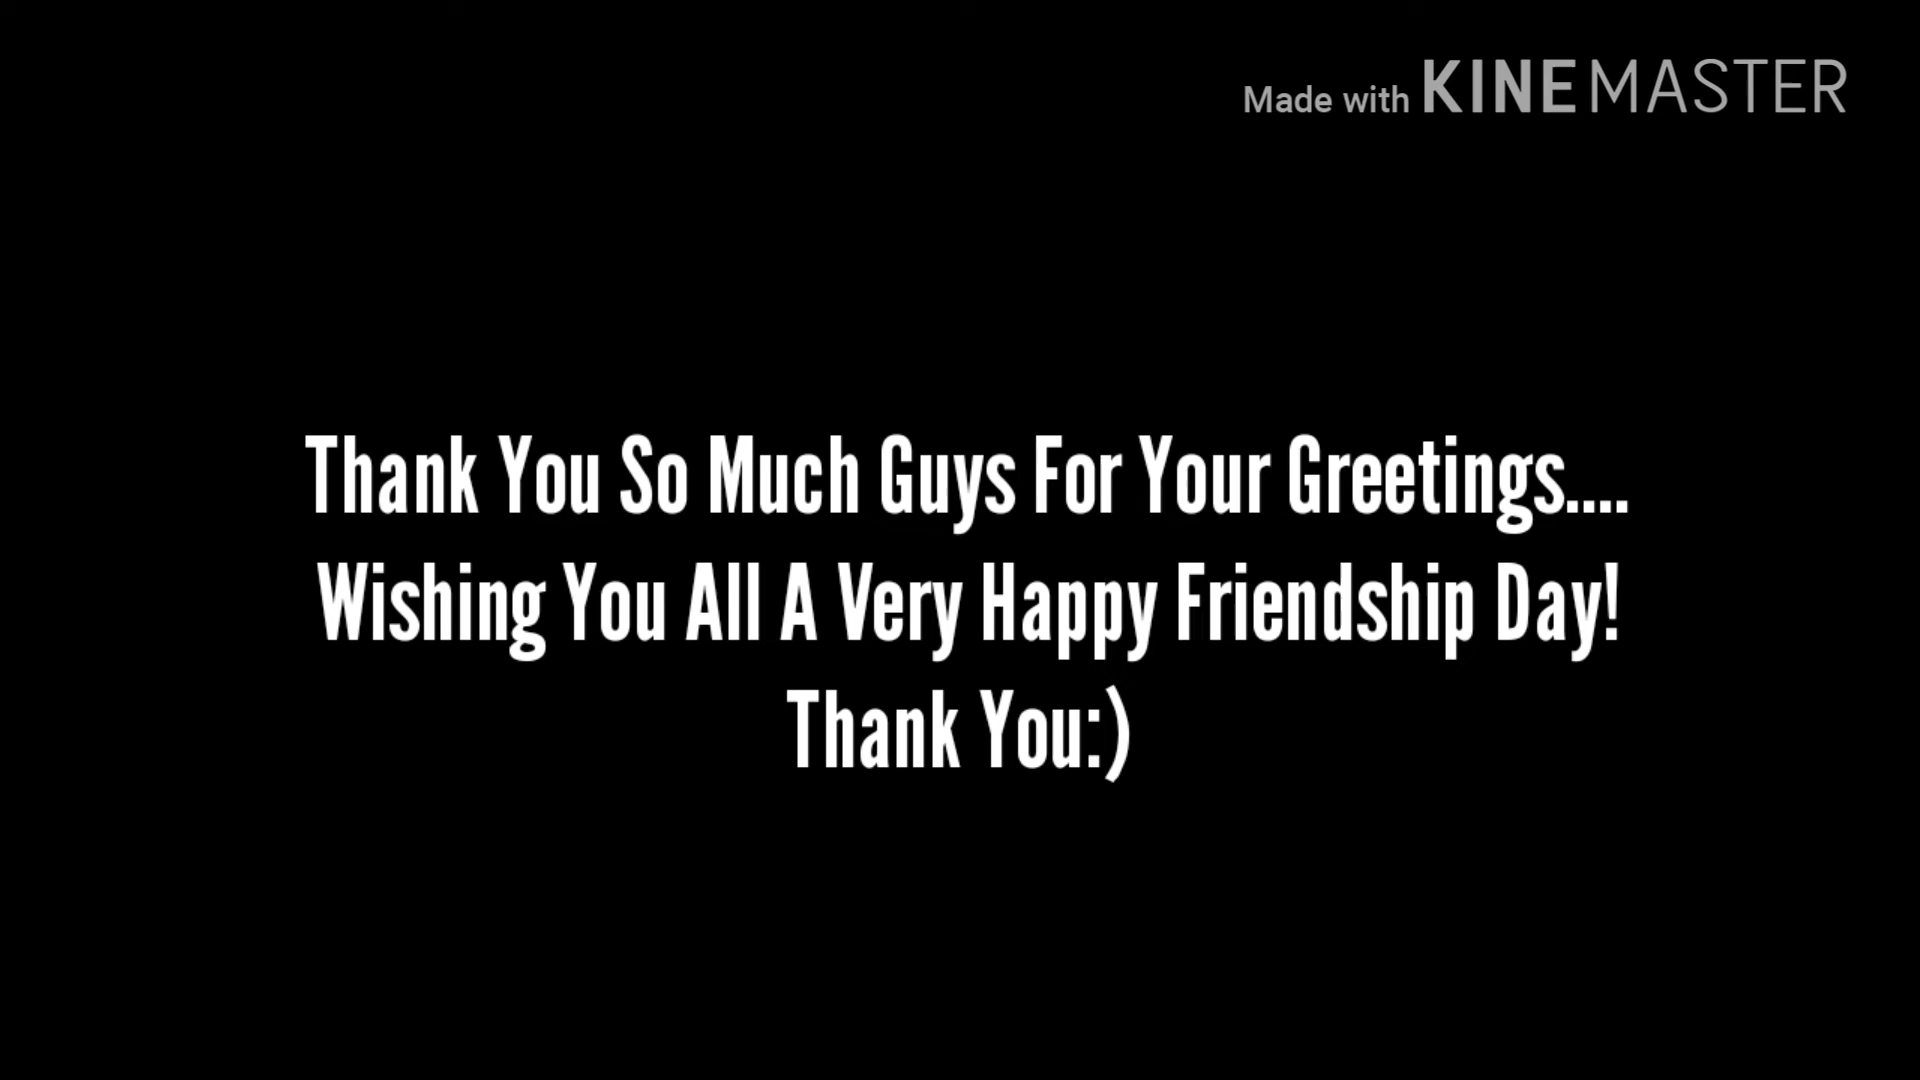 Made with KINEMASTER
Thank You So Much Guys For Your Greetings....
Wishing You All A Very Happy Friendship Day!
Thank You:)